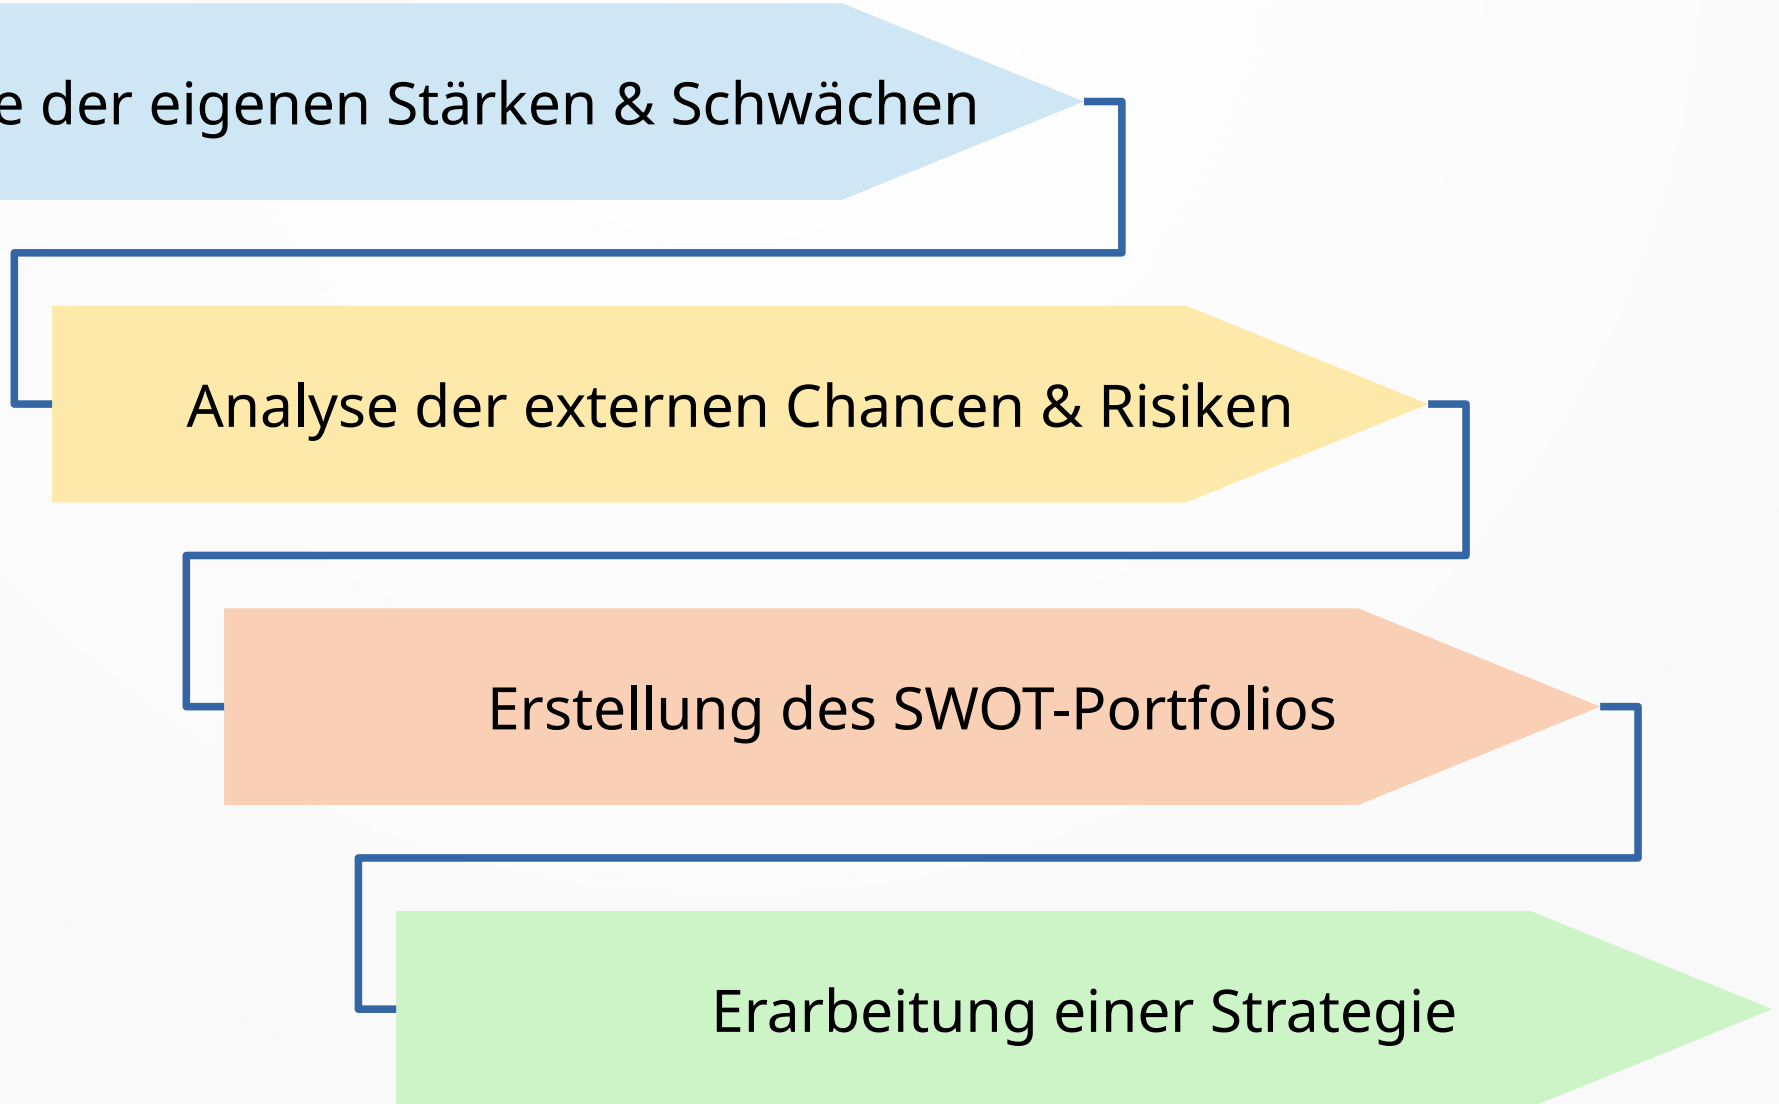 der eigenen Stärken & Schwächen
Analyse der externen Chancen & Risiken
Erstellung des SWOT-Portfolios
Erarbeitung einer Strategie